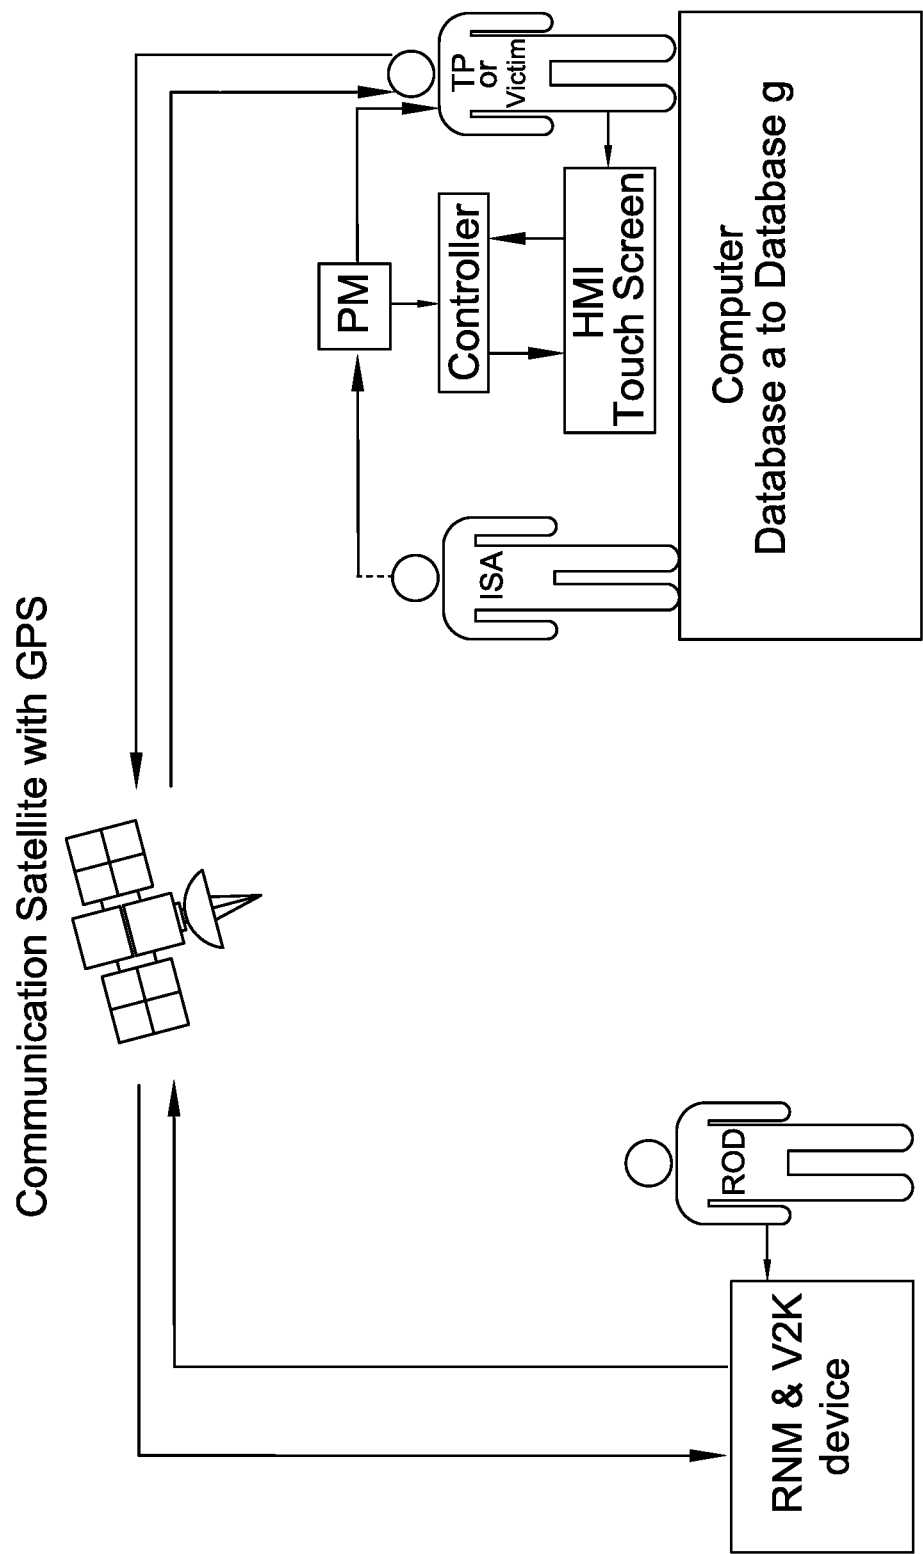 Communication Satellite with GPS
TP
or
Victim
PM
Controller
HMI
Touch Screen
ISA
Computer
Database a to Database g
ROD
RNM & V2K
device